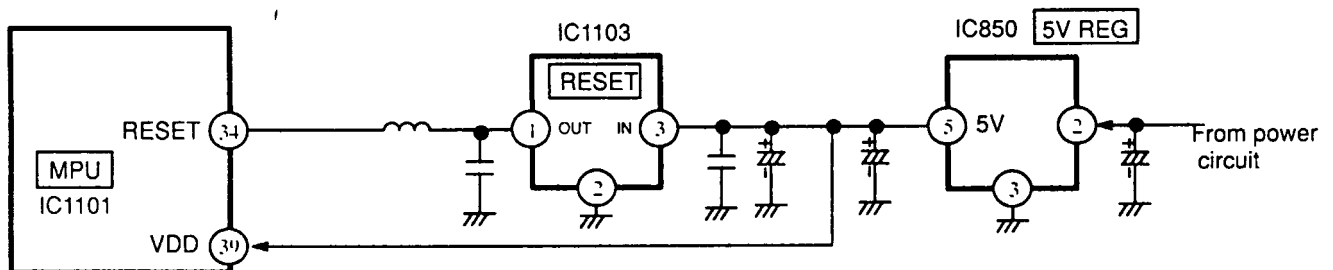 IC1103
IC850 5V REG
RESET
RESET 34
1 OUT IN 3
5 5V 2
From power
circuit
MPU
IC1101
2
3
VDD 39
+
-
+
-
+
-